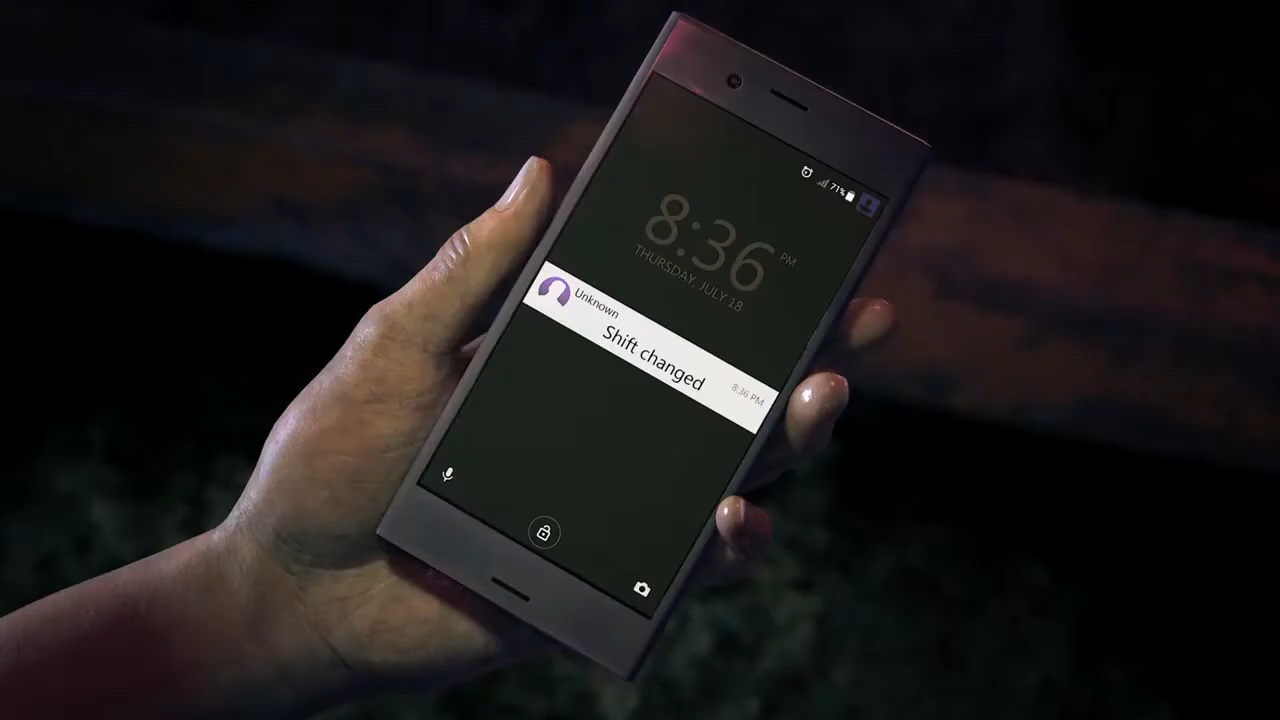 71%
8:36 PM
THURSDAY, JULY 18
Unknown
Shift changed
8:36 PM